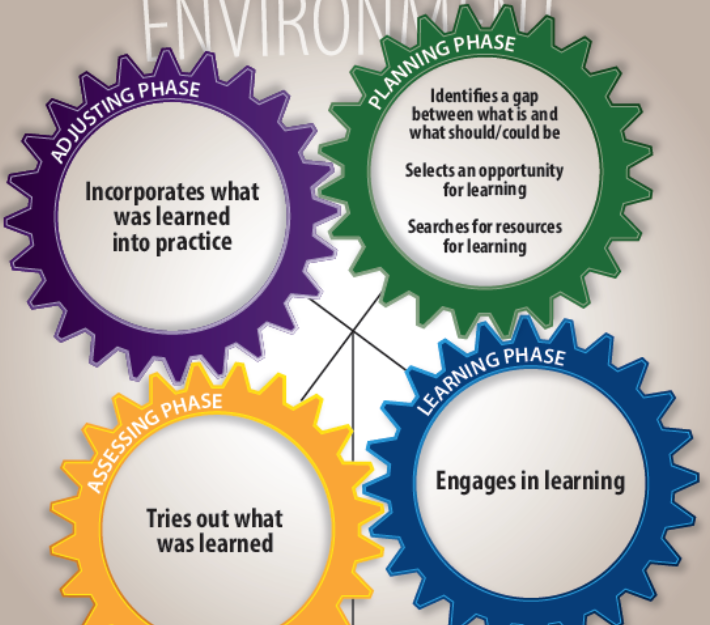 ENVIRONMENT
ADJUSTING PHASE
Incorporates what
was learned
into practice
PLANNING PHASE
Identifies a gap
between what is and
what should/could be
Selects an opportunity
for learning
Searches for resources
for learning
ASSESSING PHASE
Tries out what
was learned
LEARNING PHASE
Engages in learning